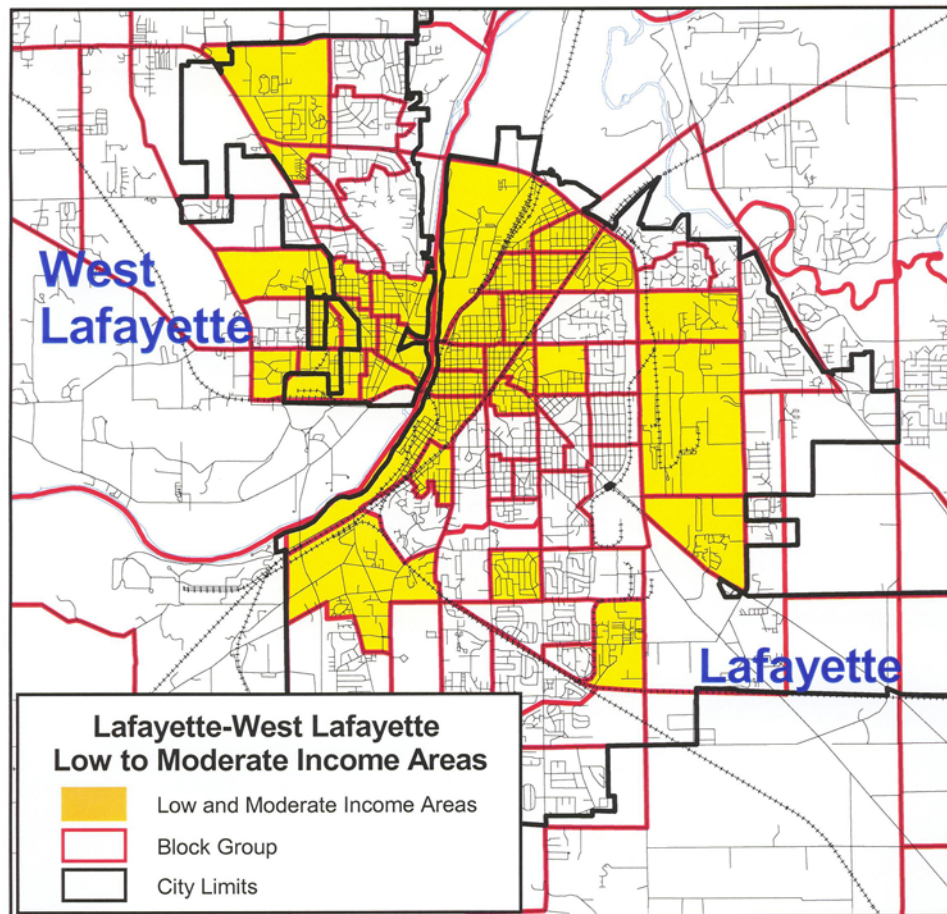 West
Lafayette
Lafayette
Lafayette-West Lafayette
Low to Moderate Income Areas
Low and Moderate Income Areas
Block Group
City Limits